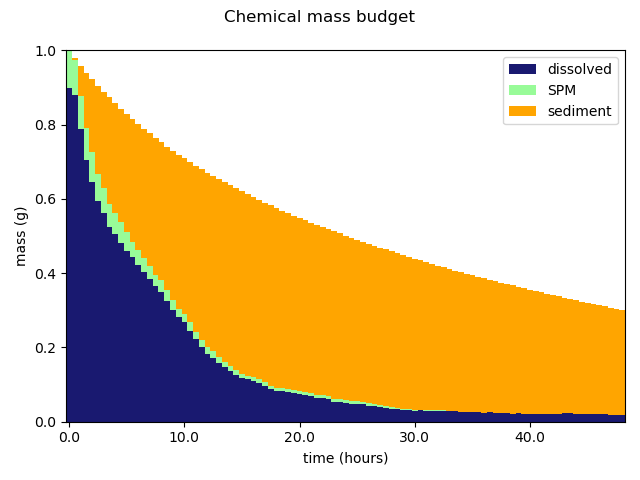 Chemical mass budget
1.0
0.8
0.6
0.4
0.2
0.0
mass (g)
dissolved
SPM
sediment
0.0 10.0 20.0 30.0 40.0
time (hours)